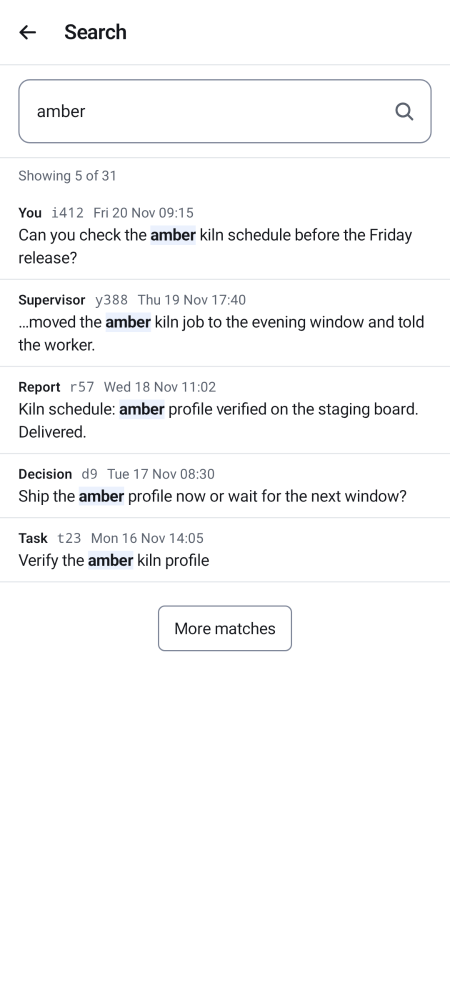 Search
amber
Showing 5 of 31
You i412 Fri 20 Nov 09:15
Can you check the amber kiln schedule before the Friday
release?
Supervisor y388 Thu 19 Nov 17:40
…moved the amber kiln job to the evening window and told
the worker.
Report r57 Wed 18 Nov 11:02
Kiln schedule: amber profile verified on the staging board.
Delivered.
Decision d9 Tue 17 Nov 08:30
Ship the amber profile now or wait for the next window?
Task t23 Mon 16 Nov 14:05
Verify the amber kiln profile
More matches